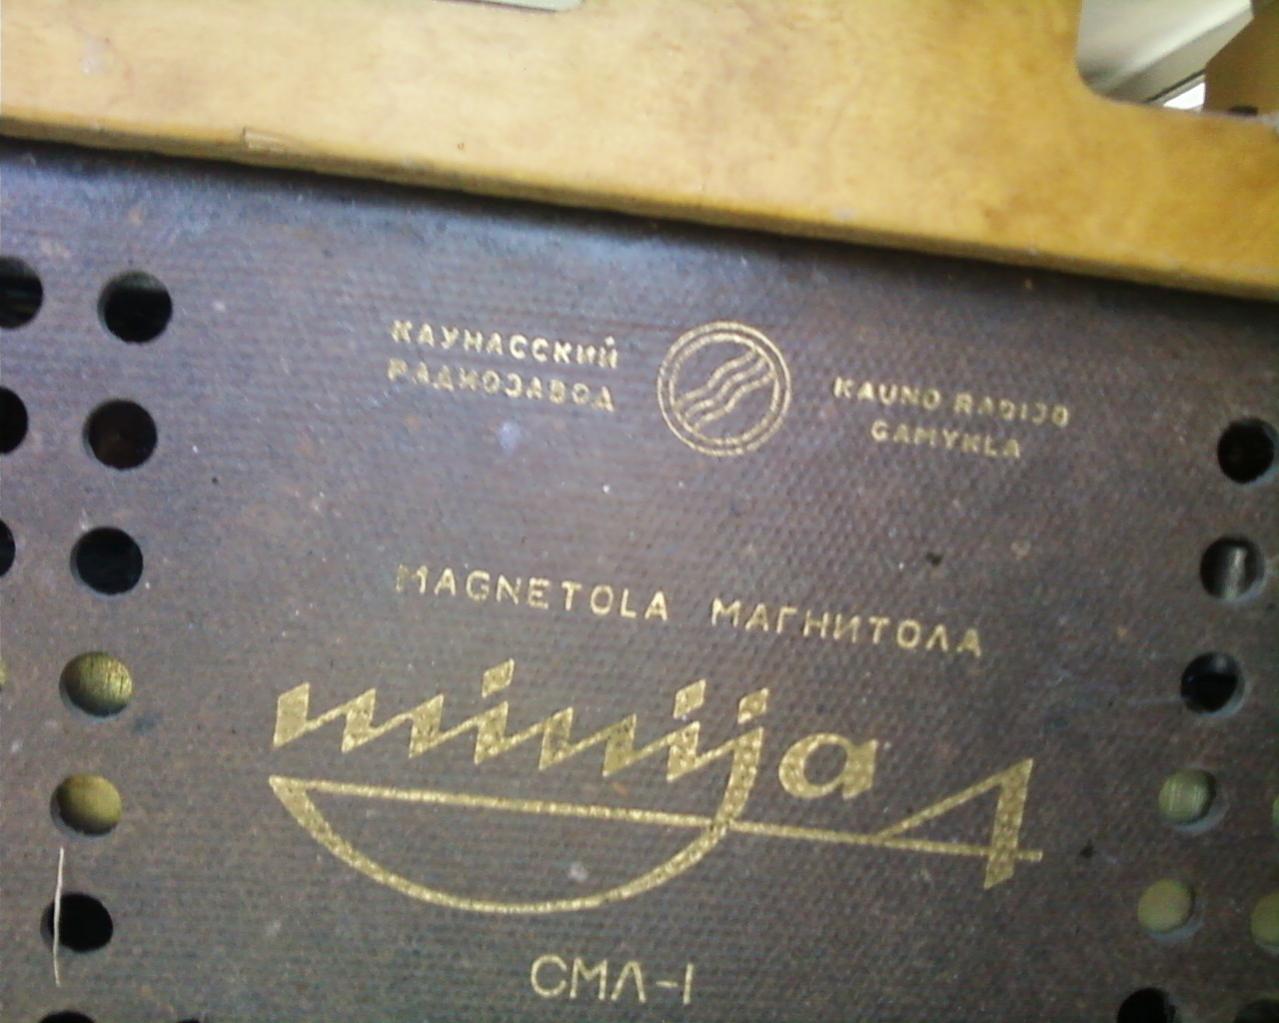 КАУНАССКИЙ
РАДИОЗАВОД
KAUNO RADIJO
GAMYKLA
MAGNETOLA МАГНИТОЛА
minija 4
СМЛ-1